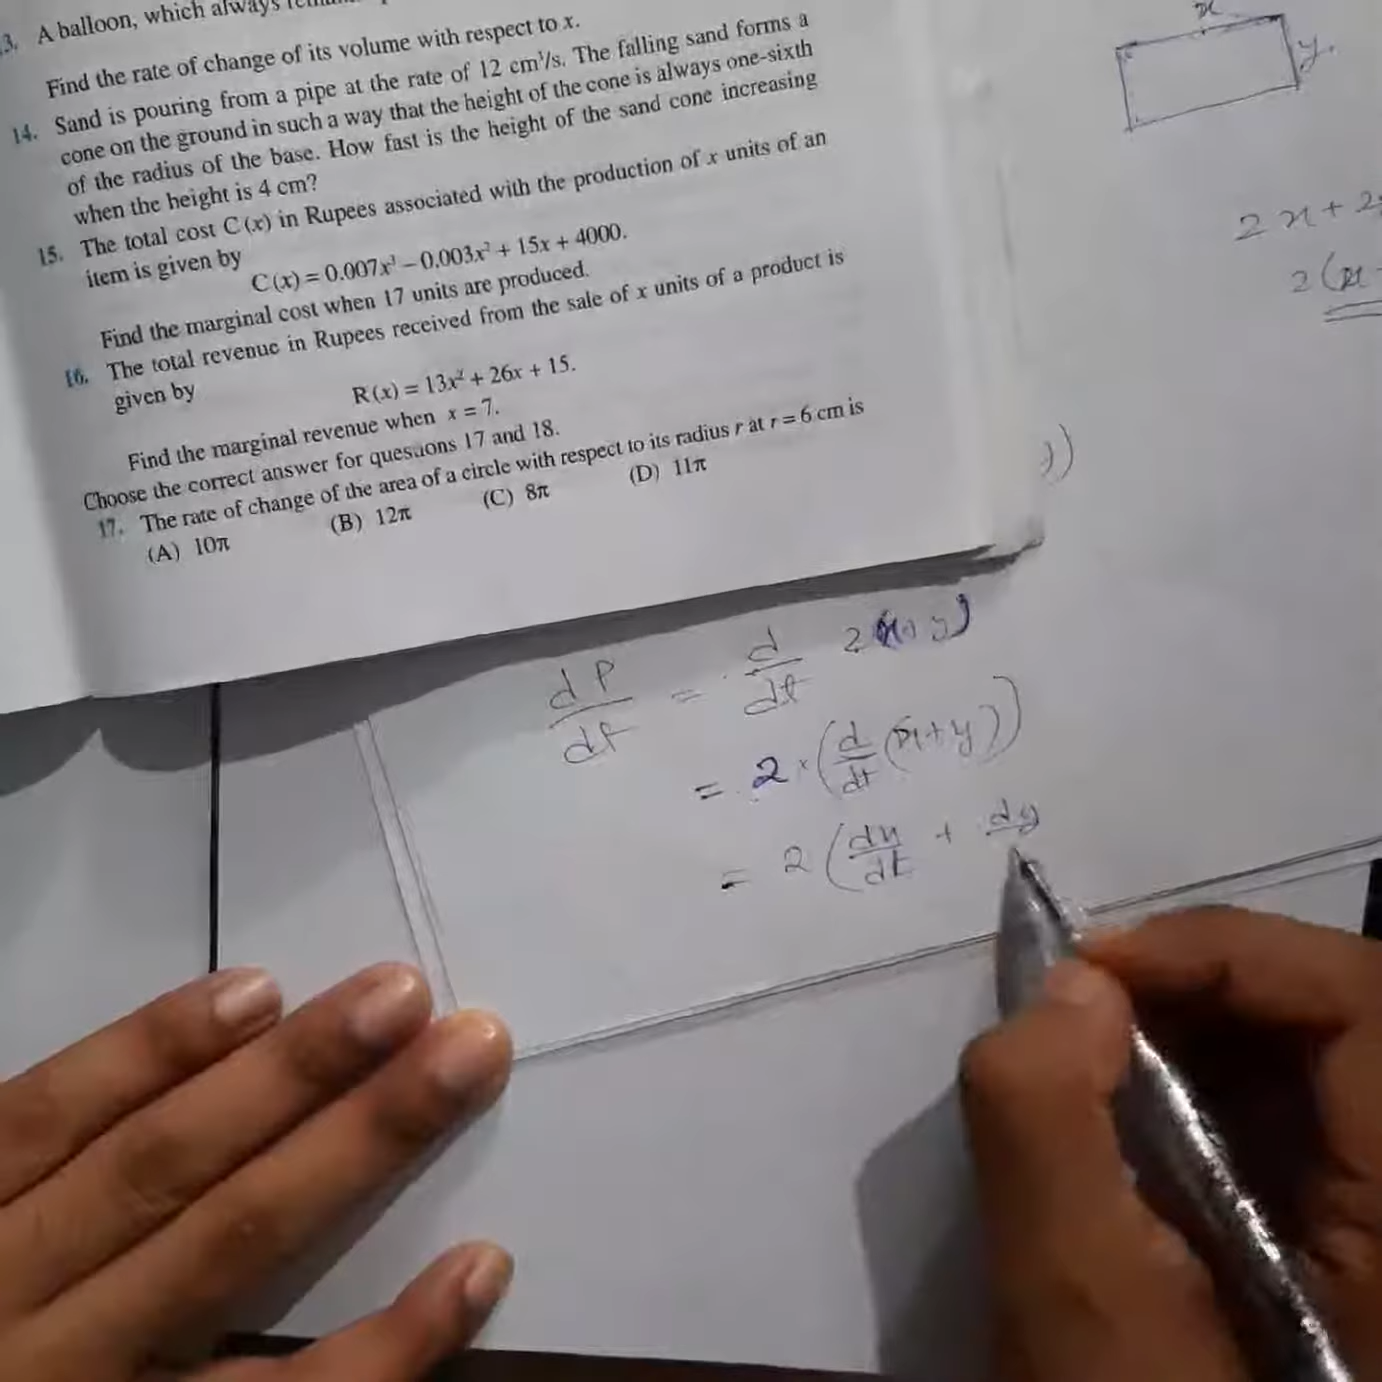 3. A balloon, which always
Find the rate of change of its volume with respect to x.
14. Sand is pouring from a pipe at the rate of 12 cm³/s. The falling sand forms a
cone on the ground in such a way that the height of the cone is always one-sixth
of the radius of the base. How fast is the height of the sand cone increasing
when the height is 4 cm?
15. The total cost C (x) in Rupees associated with the production of x units of an
item is given by
C (x) = 0.007x³ – 0.003x² + 15x + 4000.
Find the marginal cost when 17 units are produced.
16. The total revenue in Rupees received from the sale of x units of a product is
given by
R (x) = 13x² + 26x + 15.
Find the marginal revenue when x = 7.
Choose the correct answer for questions 17 and 18.
17. The rate of change of the area of a circle with respect to its radius r at r = 6 cm is
(A) 10π (B) 12π (C) 8π (D) 11π
x
y
2x + 2
2(x
))
dP/dt = d/dt 2(x+y)
= 2×(d/dt (x+y))
= 2(dx/dt + dy